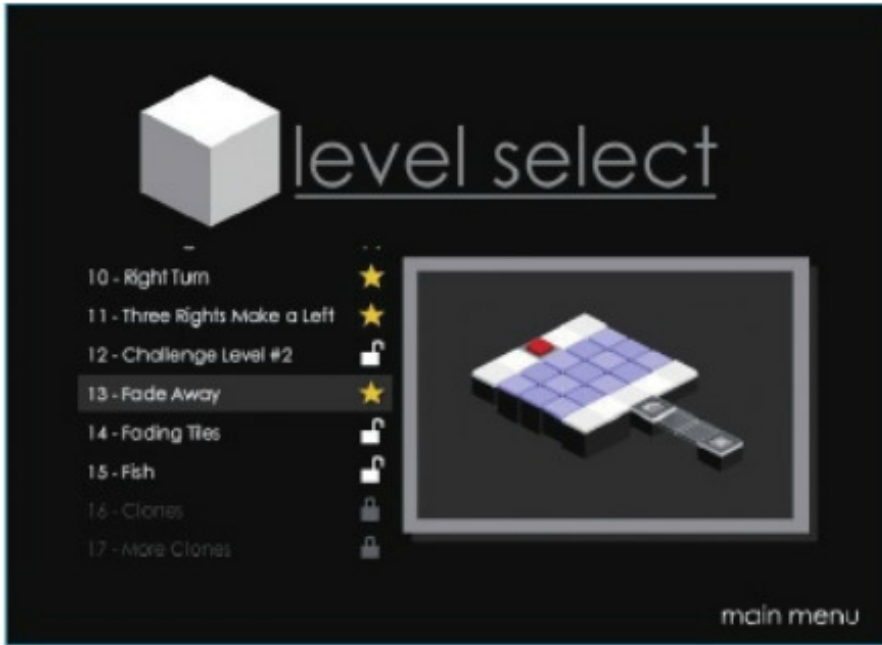 level select
10 - Right Turn
11 - Three Rights Make a Left
12 - Challenge Level #2
13 - Fade Away
14 - Fading Tiles
15 - Fish
16 - Clones
17 - More Clones
main menu